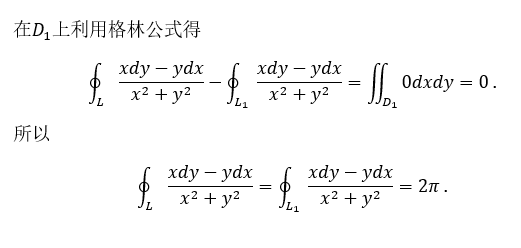 在D₁上利用格林公式得
∮_L (xdy − ydx)/(x² + y²) − ∮_{L₁} (xdy − ydx)/(x² + y²) = ∬_{D₁} 0dxdy = 0 .
所以
∮_L (xdy − ydx)/(x² + y²) = ∮_{L₁} (xdy − ydx)/(x² + y²) = 2π .